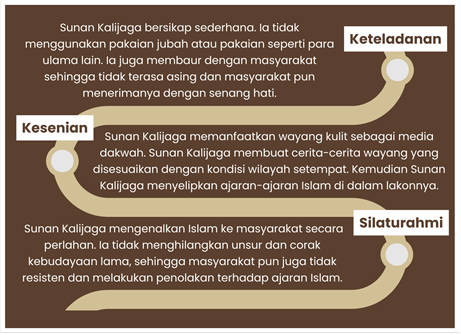 Keteladanan
Sunan Kalijaga bersikap sederhana. Ia tidak
menggunakan pakaian jubah atau pakaian seperti para
ulama lain. Ia juga membaur dengan masyarakat
sehingga tidak terasa asing dan masyarakat pun
menerimanya dengan senang hati.
Kesenian
Sunan Kalijaga memanfaatkan wayang kulit sebagai media
dakwah. Sunan Kalijaga membuat cerita-cerita wayang yang
disesuaikan dengan kondisi wilayah setempat. Kemudian Sunan
Kalijaga menyelipkan ajaran-ajaran Islam di dalam lakonnya.
Silaturahmi
Sunan Kalijaga mengenalkan Islam ke masyarakat secara
perlahan. Ia tidak menghilangkan unsur dan corak
kebudayaan lama, sehingga masyarakat pun juga tidak
resisten dan melakukan penolakan terhadap ajaran Islam.